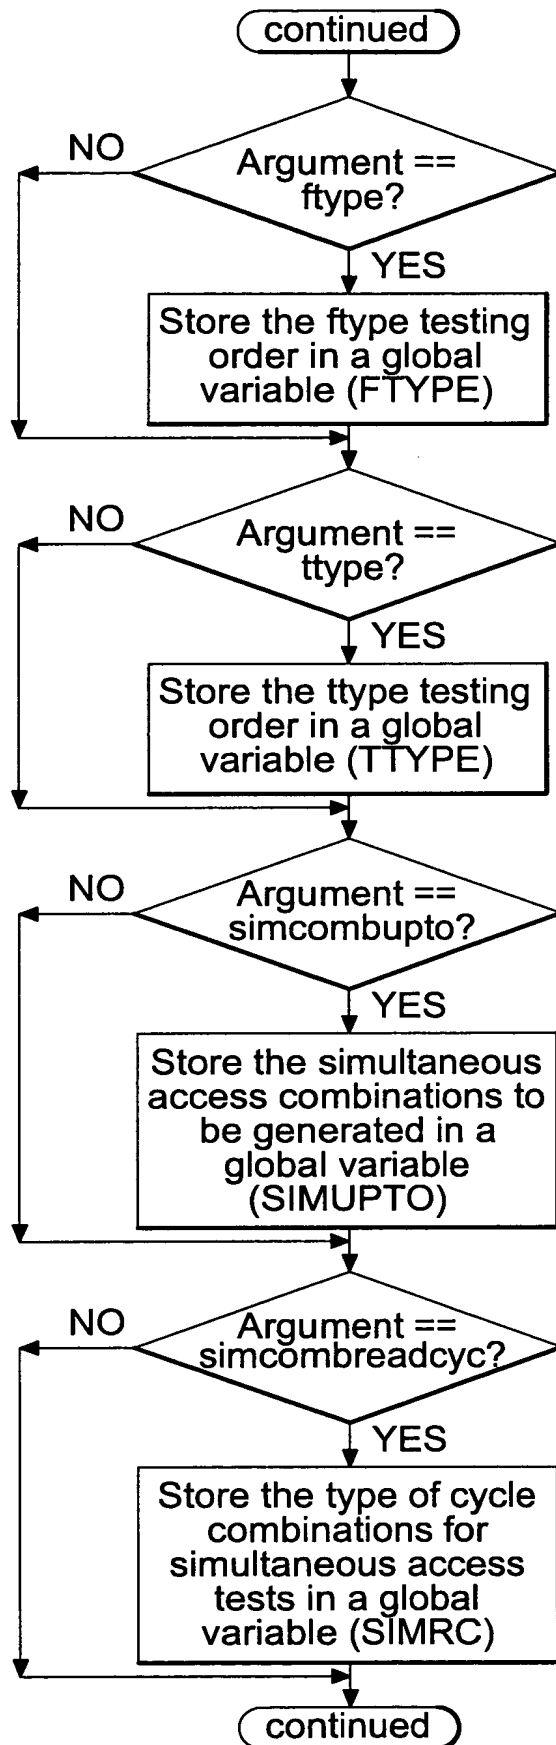 continued
NO
Argument ==
ftype?
YES
Store the ftype testing
order in a global
variable (FTYPE)
NO
Argument ==
ttype?
YES
Store the ttype testing
order in a global
variable (TTYPE)
NO
Argument ==
simcombupto?
YES
Store the simultaneous
access combinations to
be generated in a
global variable
(SIMUPTO)
NO
Argument ==
simcombreadcyc?
YES
Store the type of cycle
combinations for
simultaneous access
tests in a global
variable (SIMRC)
continued